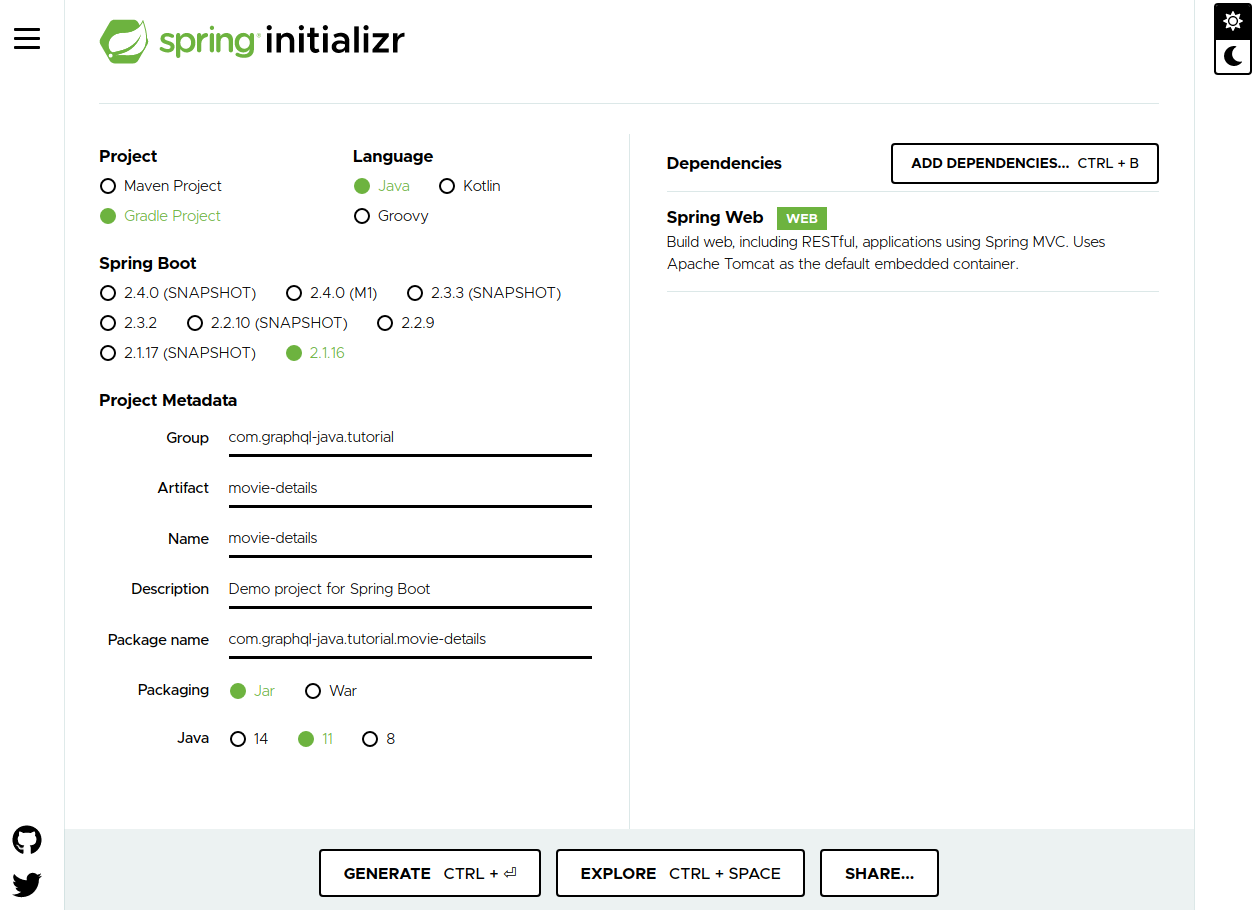 spring initializr
Project
Maven Project
Gradle Project
Language
Java Kotlin
Groovy
Spring Boot
2.4.0 (SNAPSHOT) 2.4.0 (M1) 2.3.3 (SNAPSHOT)
2.3.2 2.2.10 (SNAPSHOT) 2.2.9
2.1.17 (SNAPSHOT) 2.1.16
Project Metadata
Group com.graphql-java.tutorial
Artifact movie-details
Name movie-details
Description Demo project for Spring Boot
Package name com.graphql-java.tutorial.movie-details
Packaging Jar War
Java 14 11 8
Dependencies ADD DEPENDENCIES... CTRL + B
Spring Web WEB
Build web, including RESTful, applications using Spring MVC. Uses
Apache Tomcat as the default embedded container.
GENERATE CTRL + ⏎ EXPLORE CTRL + SPACE SHARE...